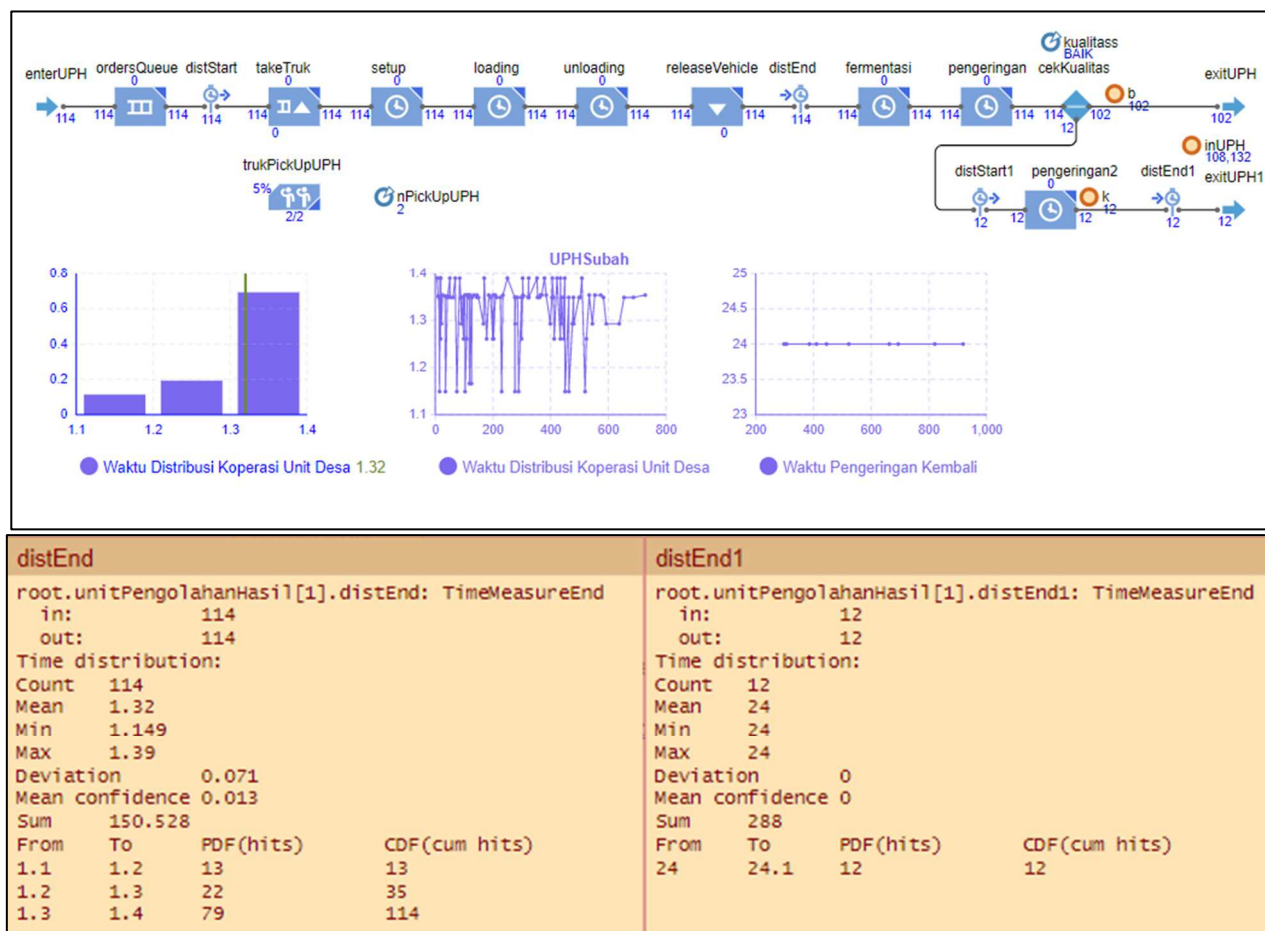 kualitass
BAIK
enterUPH ordersQueue distStart takeTruk setup loading unloading releaseVehicle distEnd fermentasi pengeringan cekKualitas exitUPH
0 0 0 0 0 0 0 b
114 114 114 114 114 114 114 114 114 114 114 114 114 114 114 114 114 114 114 102 102 102
0 0 12
trukPickUpUPH inUPH
108,132
5% nPickUpUPH distStart1 pengeringan2 distEnd1 exitUPH1
2/2 2 0 k
12 12 12 12 12 12
UPHSubah
0.8
0.6
0.4
0.2
0
1.1 1.2 1.3 1.4
Waktu Distribusi Koperasi Unit Desa 1.32
1.4
1.3
1.2
1.1
0 200 400 600 800
Waktu Distribusi Koperasi Unit Desa
25
24.5
24
23.5
23
200 400 600 800 1,000
Waktu Pengeringan Kembali
distEnd
root.unitPengolahanHasil[1].distEnd: TimeMeasureEnd
in: 114
out: 114
Time distribution:
Count 114
Mean 1.32
Min 1.149
Max 1.39
Deviation 0.071
Mean confidence 0.013
Sum 150.528
From To PDF(hits) CDF(cum hits)
1.1 1.2 13 13
1.2 1.3 22 35
1.3 1.4 79 114
distEnd1
root.unitPengolahanHasil[1].distEnd1: TimeMeasureEnd
in: 12
out: 12
Time distribution:
Count 12
Mean 24
Min 24
Max 24
Deviation 0
Mean confidence 0
Sum 288
From To PDF(hits) CDF(cum hits)
24 24.1 12 12